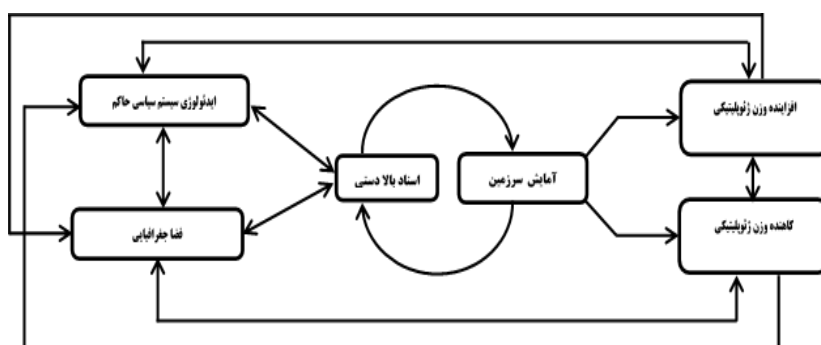 ایدئولوژی سیستم سیاسی حاکم
افزاینده وزن ژئوپلیتیکی
اسناد بالا دستی
آمایش سرزمین
فضا جغرافیایی
کاهنده وزن ژئوپلیتیکی